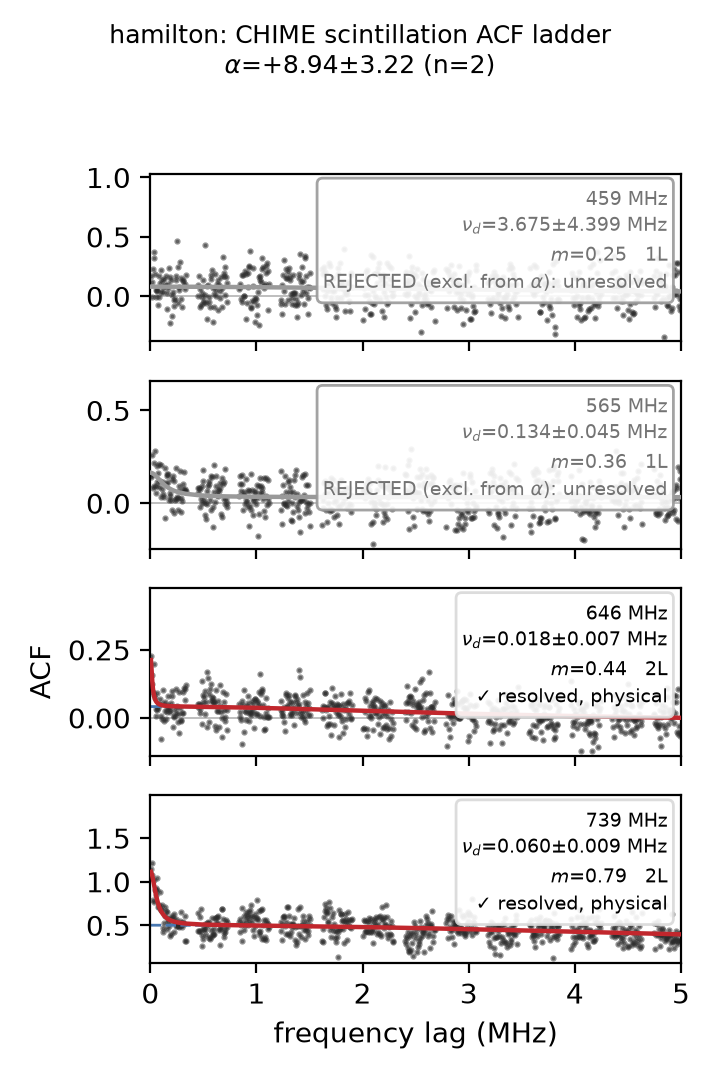 hamilton: CHIME scintillation ACF ladder
α=+8.94±3.22 (n=2)
1.0
0.5
0.0
459 MHz
ν_d=3.675±4.399 MHz
m=0.25 1L
REJECTED (excl. from α): unresolved
0.5
0.0
565 MHz
ν_d=0.134±0.045 MHz
m=0.36 1L
REJECTED (excl. from α): unresolved
ACF
0.25
0.00
646 MHz
ν_d=0.018±0.007 MHz
m=0.44 2L
✓ resolved, physical
1.5
1.0
0.5
739 MHz
ν_d=0.060±0.009 MHz
m=0.79 2L
✓ resolved, physical
0 1 2 3 4 5
frequency lag (MHz)